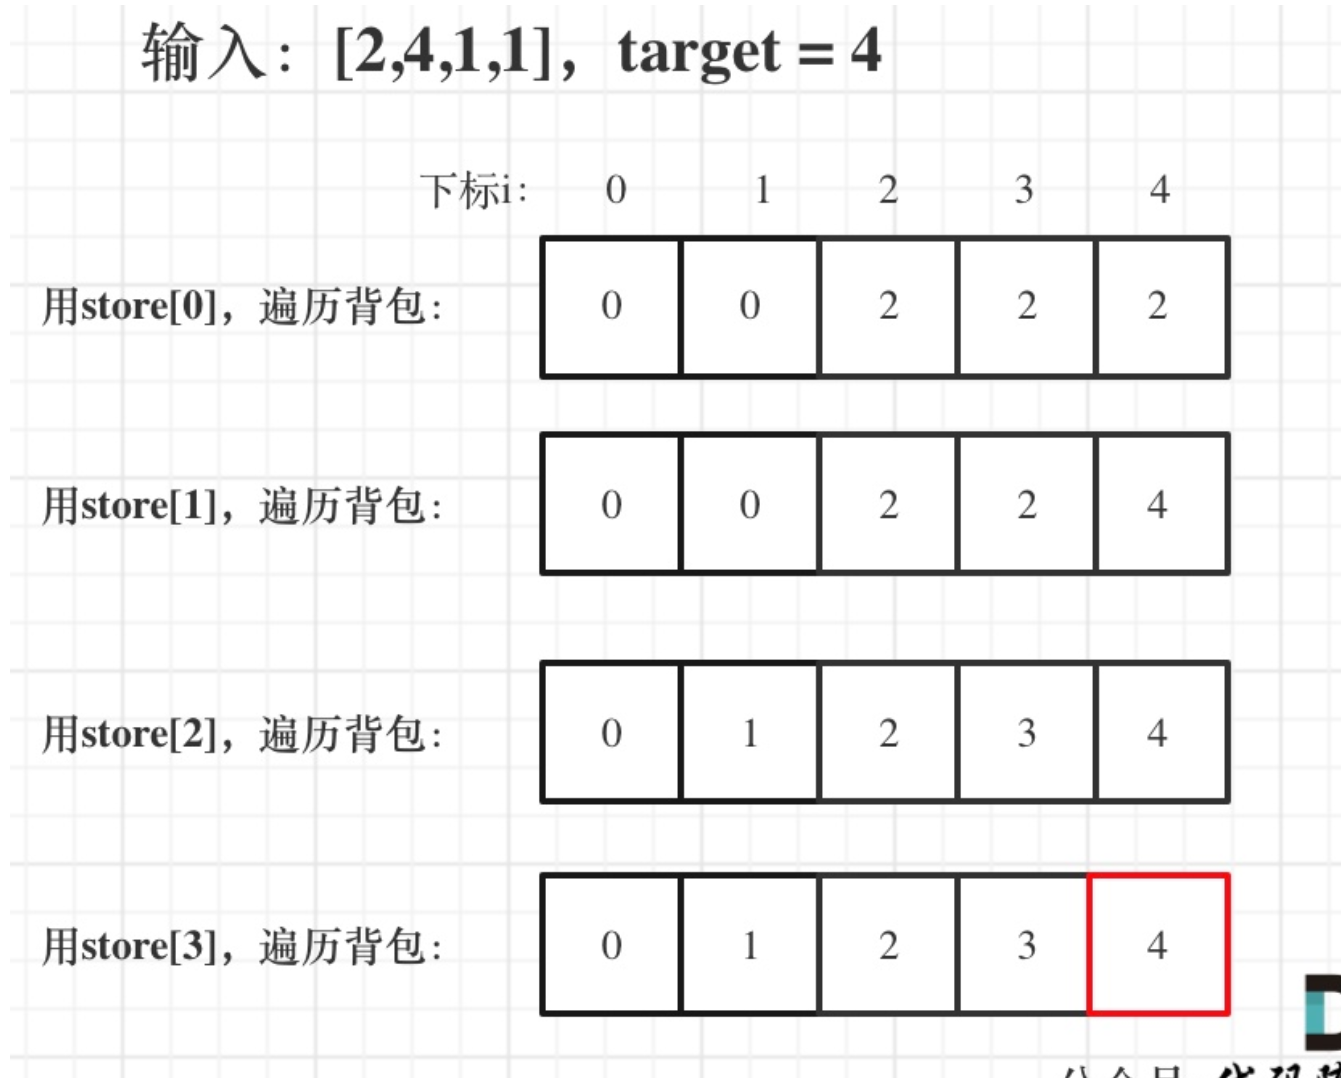 输入：[2,4,1,1]，target = 4
下标i： 0 1 2 3 4
用store[0]，遍历背包： 0 0 2 2 2
用store[1]，遍历背包： 0 0 2 2 4
用store[2]，遍历背包： 0 1 2 3 4
用store[3]，遍历背包： 0 1 2 3 4